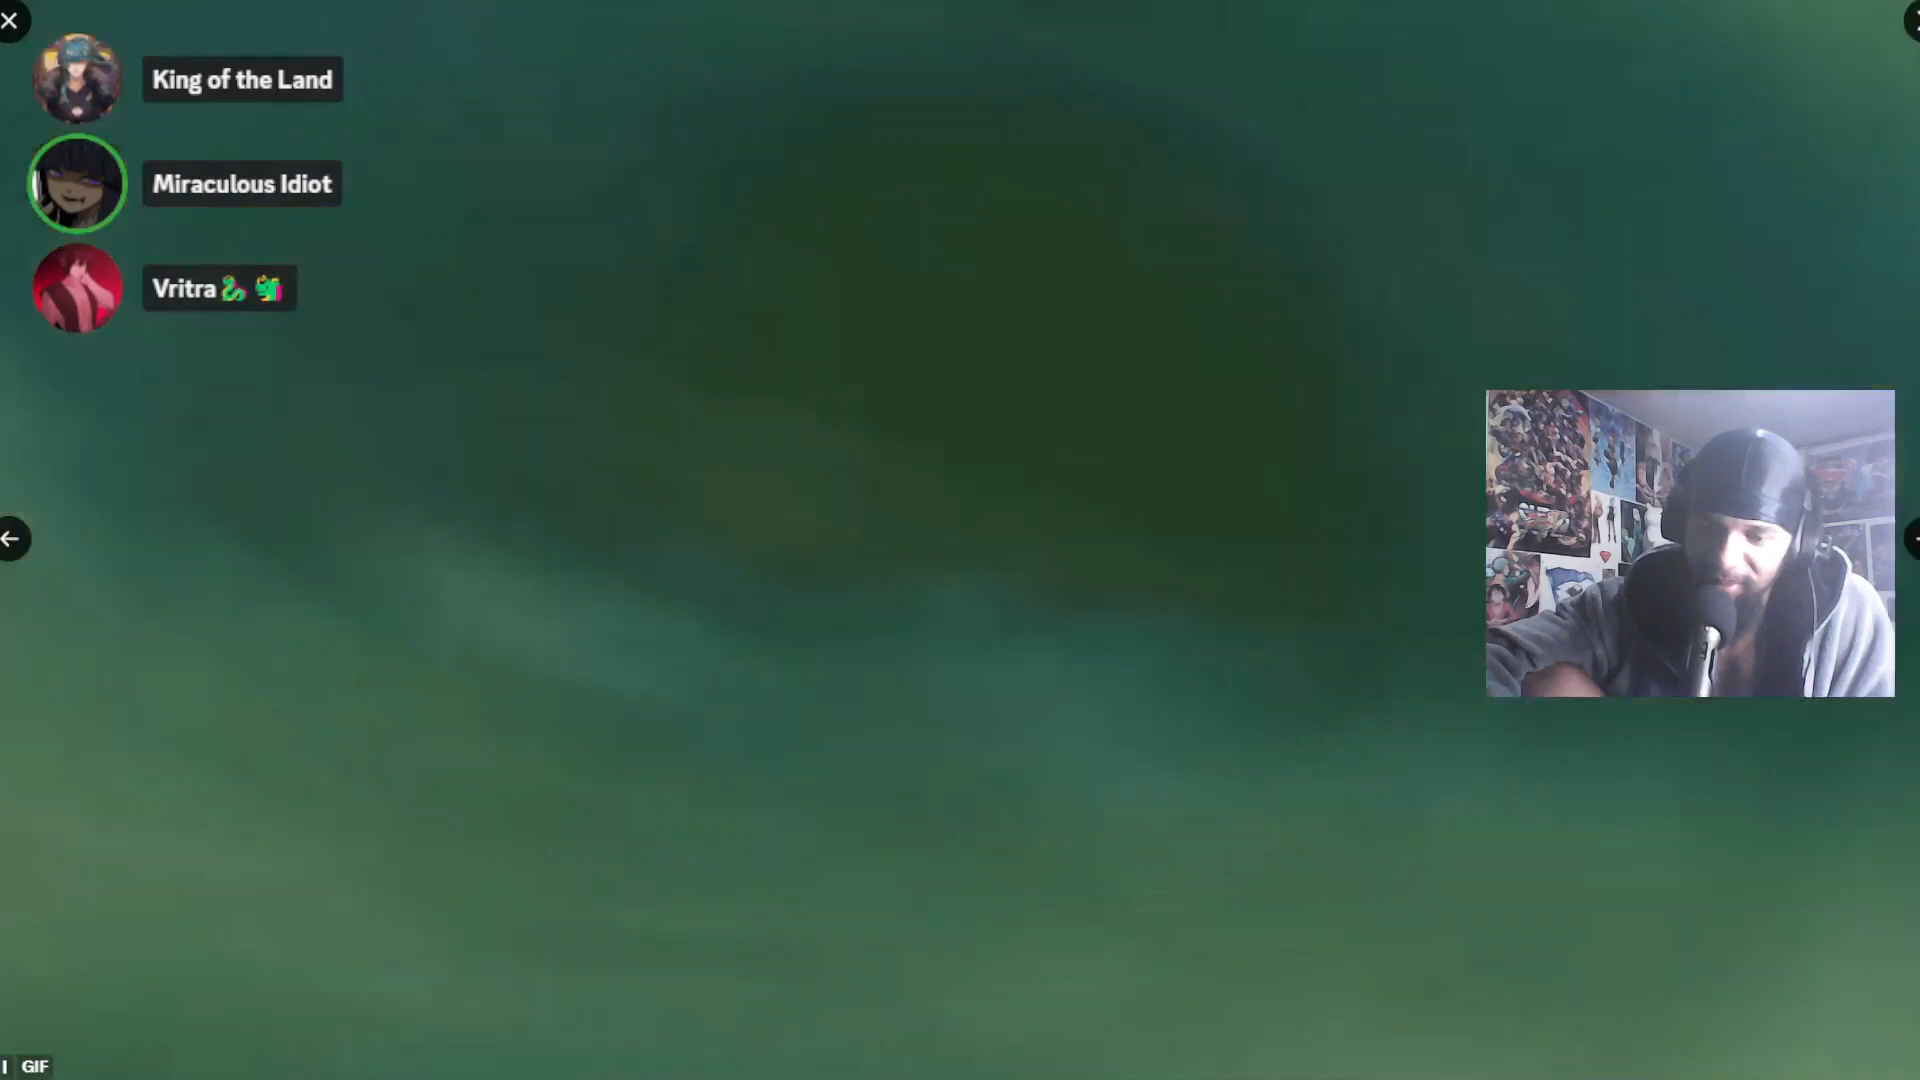 King of the Land
Miraculous Idiot
Vritra🐍 🐲
GIF